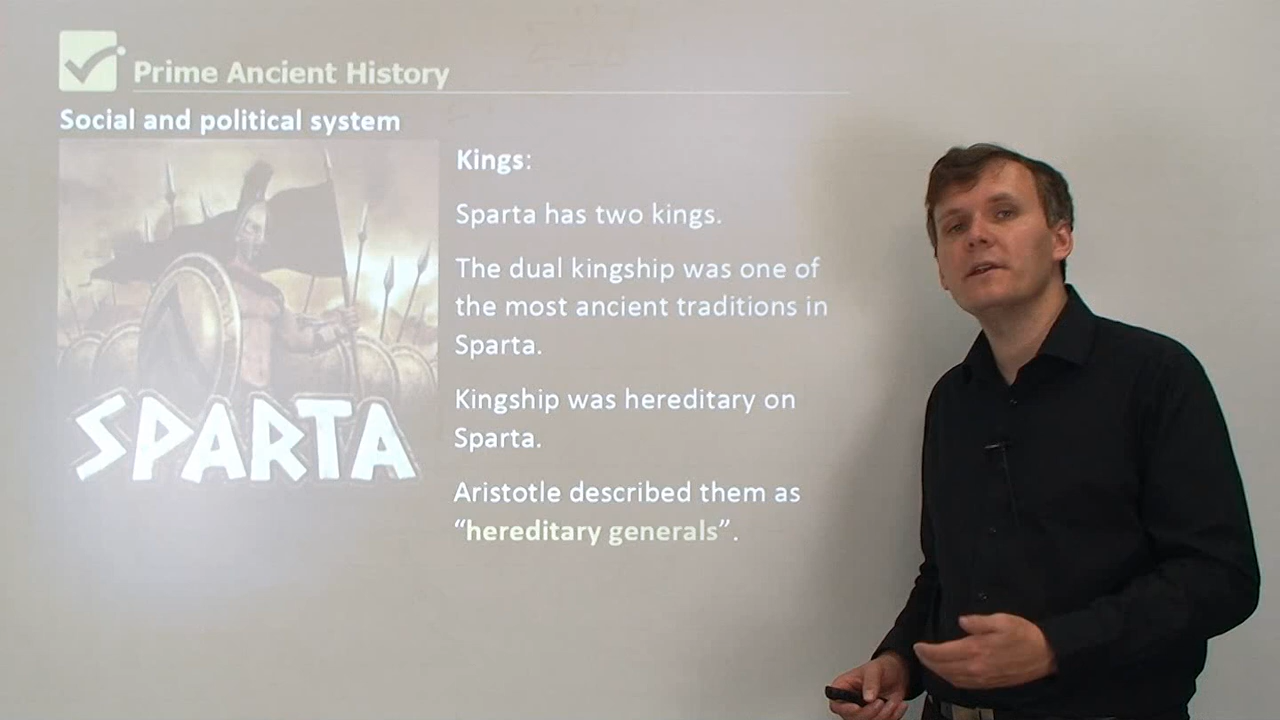 Prime Ancient History
Social and political system
SPARTA
Kings:
Sparta has two kings.
The dual kingship was one of
the most ancient traditions in
Sparta.
Kingship was hereditary on
Sparta.
Aristotle described them as
“hereditary generals”.